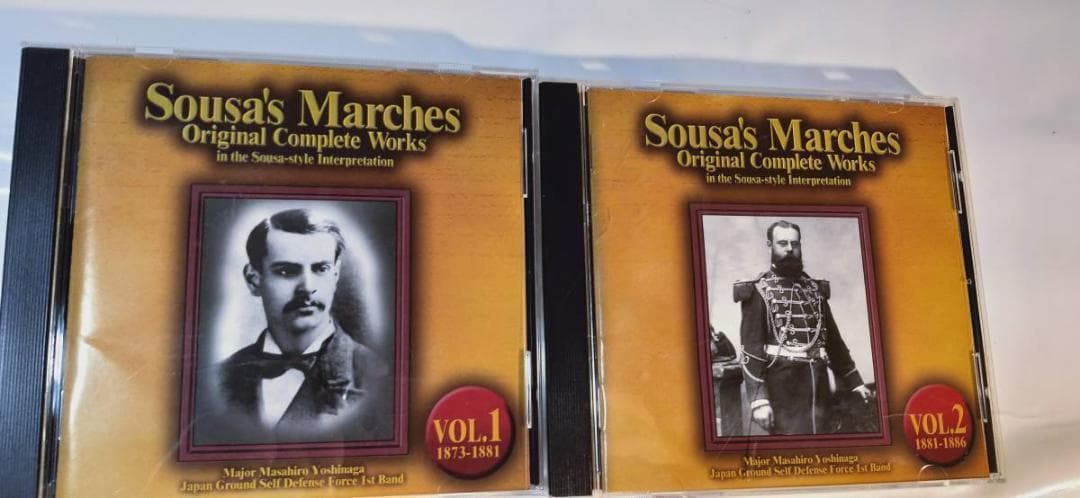 Sousa's Marches
Original Complete Works
in the Sousa-style Interpretation
VOL.1
1873-1881
Major Masahiro Yoshinaga
Japan Ground Self Defense Force 1st Band
Sousa's Marches
Original Complete Works
in the Sousa-style Interpretation
VOL.2
1881-1886
Major Masahiro Yoshinaga
Japan Ground Self Defense Force 1st Band